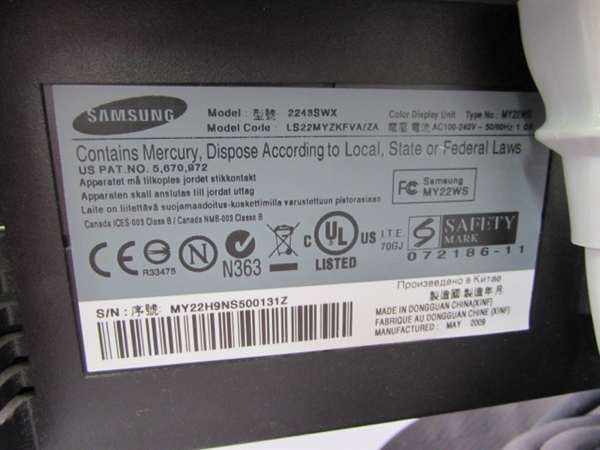 SAMSUNG
Model : 型號 : 2243SWX
Color Display Unit Type No.: MY22WS
Model Code : LS22MYZKFVA/ZA 電壓 電流 AC100-240V~ 50/60Hz 1.0A
Contains Mercury, Dispose According to Local, State or Federal Laws
US PAT.NO. 5,670,972
Apparatet må tilkoples jordet stikkontakt
Apparaten skall anslutas till jordat uttag
Laite on liitettävä suojamaadoitus-koskettimilla varustettuun pistorasiaan
Canada ICES-003 Class B / Canada NMB-003 Classe B
FC Samsung
MY22WS
CE
R33475
N363
C UL US
LISTED
I.T.E.
70GJ
S SAFETY
MARK
072186-11
S/N : 序號: MY22H9NS500131Z
Произведено в Китае
製造國 製造年月
MADE IN DONGGUAN CHINA(XINF)
FABRIQUE AU DONGGUAN CHINE (XINF)
MANUFACTURED : MAY 2009